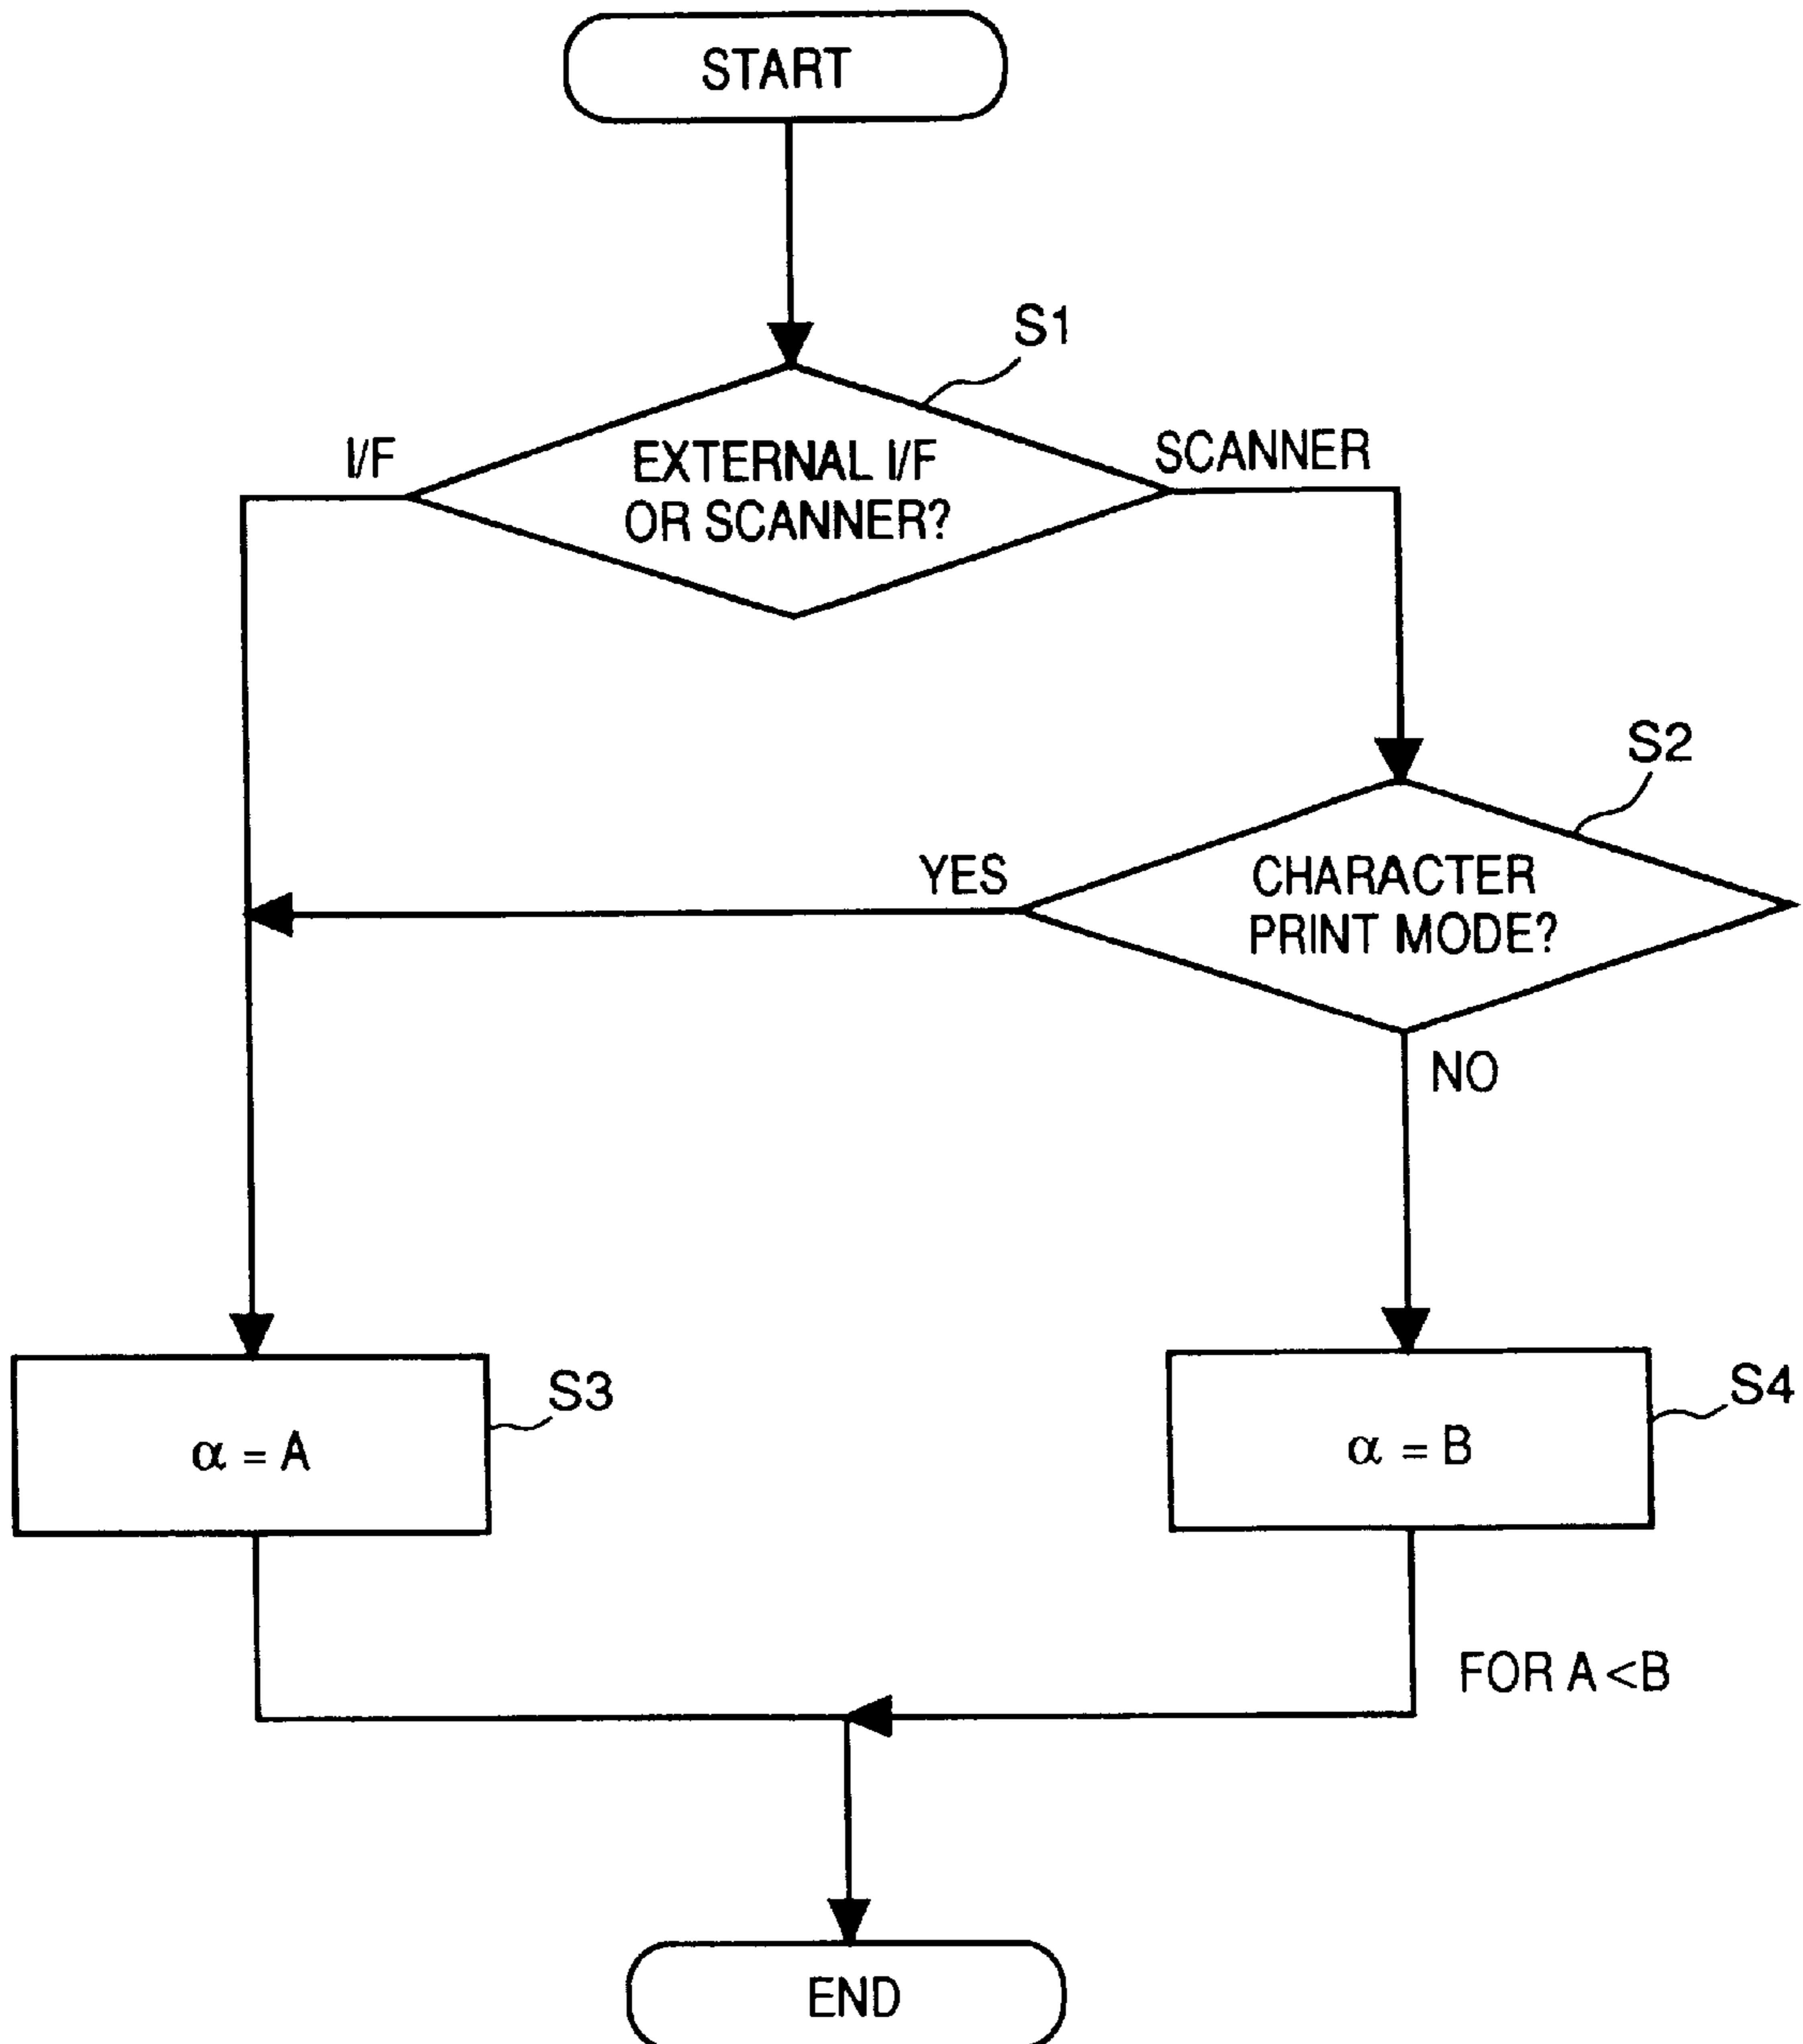 START
S1
I/F
EXTERNAL I/F
OR SCANNER?
SCANNER
S2
YES
CHARACTER
PRINT MODE?
NO
S3
α = A
S4
α = B
FOR A<B
END